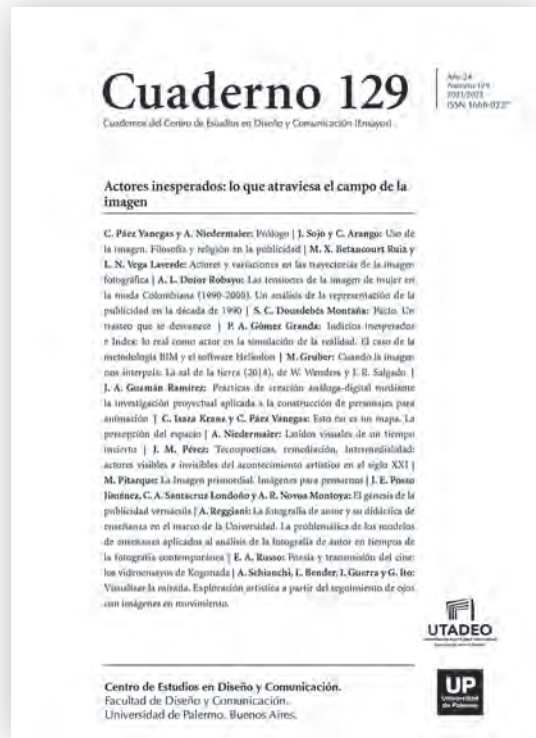 Cuaderno 129
Año 24
Número 129
2021/2022
ISSN 1668-0227
Cuadernos del Centro de Estudios en Diseño y Comunicación [Ensayos]
Actores inesperados: lo que atraviesa el campo de la
imagen
C. Páez Vanegas y A. Niedermaier: Prólogo | J. Sojo y C. Arango: Uso de
la imagen. Filosofía y religión en la publicidad | M. X. Betancourt Ruiz y
L. N. Vega Laverde: Actores y variaciones en las trayectorias de la imagen
fotográfica | A. L. Dotor Robayo: Las tensiones de la imagen de mujer en
la moda Colombiana (1990-2000). Un análisis de la representación de la
publicidad en la década de 1990 | S. C. Dousdebés Montaña: Pacto. Un
trasteo que se desvanece | P. A. Gómez Granda: Indicios inesperados
e Index: lo real como actor en la simulación de la realidad. El caso de la
metodología BIM y el software Heliodon | M. Gruber: Cuando la imagen
nos interpela: La sal de la tierra (2014), de W. Wenders y J. R. Salgado |
J. A. Guzmán Ramírez: Prácticas de creación análoga-digital mediante
la investigación proyectual aplicada a la construcción de personajes para
animación | C. Isaza Krans y C. Páez Vanegas: Esto es un mapa. La
percepción del espacio | A. Niedermaier: Latidos visuales de un tiempo
incierto | J. M. Pérez: Tecnopoéticas, remediación, Intermedialidad:
actores visibles e invisibles del acontecimiento artístico en el siglo XXI |
M. Pitarque: La Imagen primordial. Imágenes para pensarnos | J. E. Posso
Jiménez, C. A. Santacruz Londoño y A. R. Novoa Montoya: El génesis de la
publicidad vernácula | A. Reggiani: La fotografía de autor y su didáctica de
enseñanza en el marco de la Universidad. La problemática de los modelos
de enseñanza aplicados al análisis de la fotografía de autor en tiempos de
la fotografía contemporánea | E. A. Russo: Poesía y transmisión del cine:
los videoensayos de Kogonada | A. Schianchi, E. Bender, I. Guerra y G. Ito:
Visualizar la mirada. Exploración artística a partir del seguimiento de ojos
con imágenes en movimiento.
UTADEO
Centro de Estudios en Diseño y Comunicación.
Facultad de Diseño y Comunicación.
Universidad de Palermo. Buenos Aires.
UP
Universidad
de Palermo